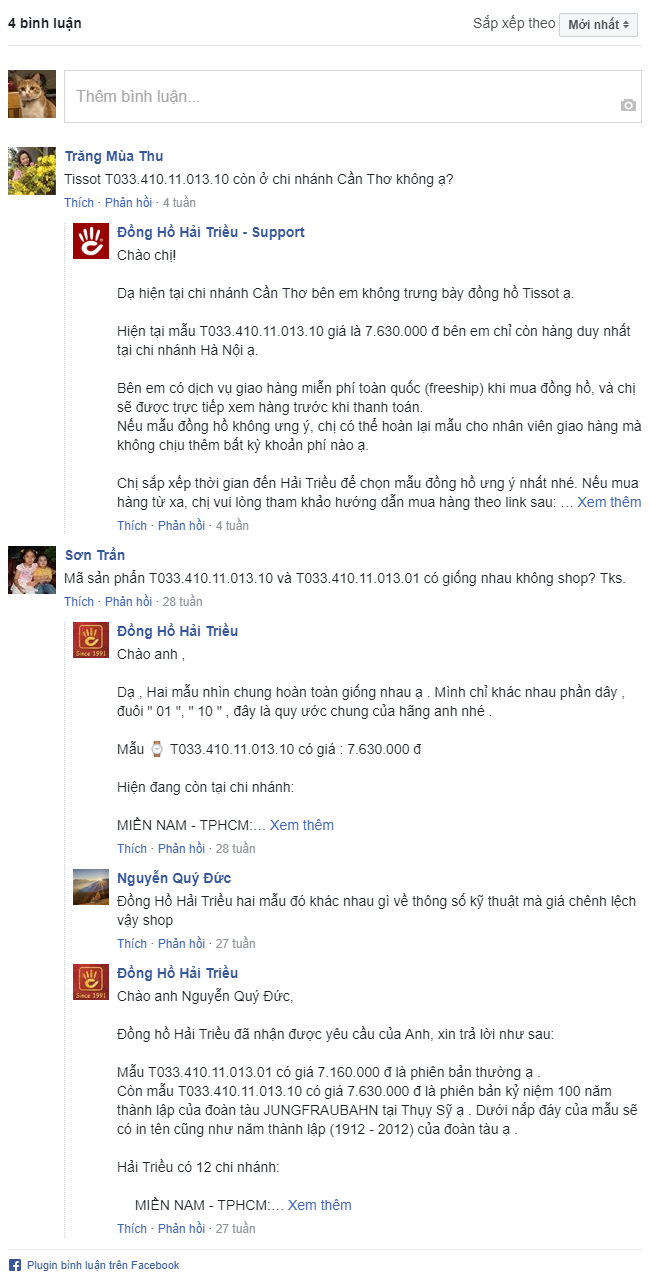 4 bình luận
Sắp xếp theo Mới nhất
Thêm bình luận...
Trăng Mùa Thu
Tissot T033.410.11.013.10 còn ở chi nhánh Cần Thơ không ạ?
Thích · Phản hồi · 4 tuần
Đồng Hồ Hải Triều - Support
Chào chị!
Dạ hiện tại chi nhánh Cần Thơ bên em không trưng bày đồng hồ Tissot ạ.
Hiện tại mẫu T033.410.11.013.10 giá là 7.630.000 đ bên em chỉ còn hàng duy nhất
tại chi nhánh Hà Nội ạ.
Bên em có dịch vụ giao hàng miễn phí toàn quốc (freeship) khi mua đồng hồ, và chị
sẽ được trực tiếp xem hàng trước khi thanh toán.
Nếu mẫu đồng hồ không ưng ý, chị có thể hoàn lại mẫu cho nhân viên giao hàng mà
không chịu thêm bất kỳ khoản phí nào ạ.
Chị sắp xếp thời gian đến Hải Triều để chọn mẫu đồng hồ ưng ý nhất nhé. Nếu mua
hàng từ xa, chị vui lòng tham khảo hướng dẫn mua hàng theo link sau: … Xem thêm
Thích · Phản hồi · 4 tuần
Sơn Trần
Mã sản phẩn T033.410.11.013.10 và T033.410.11.013.01 có giống nhau không shop? Tks.
Thích · Phản hồi · 28 tuần
Since 1991
Đồng Hồ Hải Triều
Chào anh ,
Dạ , Hai mẫu nhìn chung hoàn toàn giống nhau ạ . Mình chỉ khác nhau phần dây ,
đuôi " 01 ", " 10 " , đây là quy ước chung của hãng anh nhé .
Mẫu ⌚ T033.410.11.013.10 có giá : 7.630.000 đ
Hiện đang còn tại chi nhánh:
MIỀN NAM - TPHCM:… Xem thêm
Thích · Phản hồi · 28 tuần
Nguyễn Quý Đức
Đồng Hồ Hải Triều hai mẫu đó khác nhau gì về thông số kỹ thuật mà giá chênh lệch
vậy shop
Thích · Phản hồi · 27 tuần
Since 1991
Đồng Hồ Hải Triều
Chào anh Nguyễn Quý Đức,
Đồng hồ Hải Triều đã nhận được yêu cầu của Anh, xin trả lời như sau:
Mẫu T033.410.11.013.01 có giá 7.160.000 đ là phiên bản thường ạ .
Còn mẫu T033.410.11.013.10 có giá 7.630.000 đ là phiên bản kỷ niệm 100 năm
thành lập của đoàn tàu JUNGFRAUBAHN tại Thụy Sỹ ạ . Dưới nắp đáy của mẫu sẽ
có in tên cũng như năm thành lập (1912 - 2012) của đoàn tàu ạ .
Hải Triều có 12 chi nhánh:
MIỀN NAM - TPHCM:… Xem thêm
Thích · Phản hồi · 27 tuần
Plugin bình luận trên Facebook